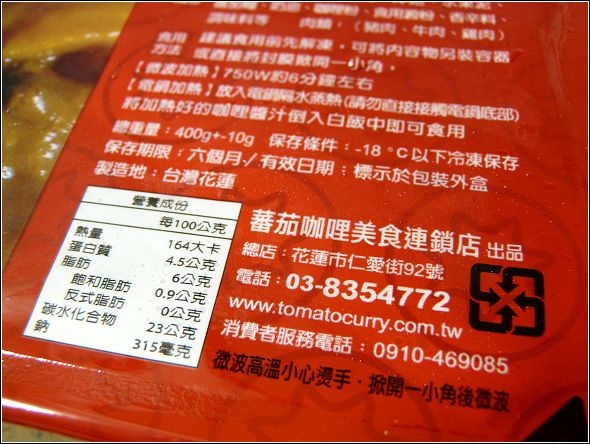 調味料等 肉類：(豬肉、牛肉、雞肉)
食用方法 建議食用前先解凍，可將內容物另裝容器
或直接將封膜掀開一小角，
【微波加熱】750W約6分鐘左右
【電鍋加熱】放入電鍋隔水蒸熱(請勿直接接觸電鍋底部)
將加熱好的咖哩醬汁倒入白飯中即可食用
總重量：400g+-10g 保存條件：-18°C以下冷凍保存
保存期限：六個月/有效日期：標示於包裝外盒
製造地：台灣花蓮
營養成份
每100公克
熱量 164大卡
蛋白質 4.5公克
脂肪 6公克
飽和脂肪 0.9公克
反式脂肪 0公克
碳水化合物 23公克
鈉 315毫克
蕃茄咖哩美食連鎖店 出品
總店：花蓮市仁愛街92號
電話：03-8354772
www.tomatocurry.com.tw
消費者服務電話：0910-469085
微波高溫小心燙手，掀開一小角後微波